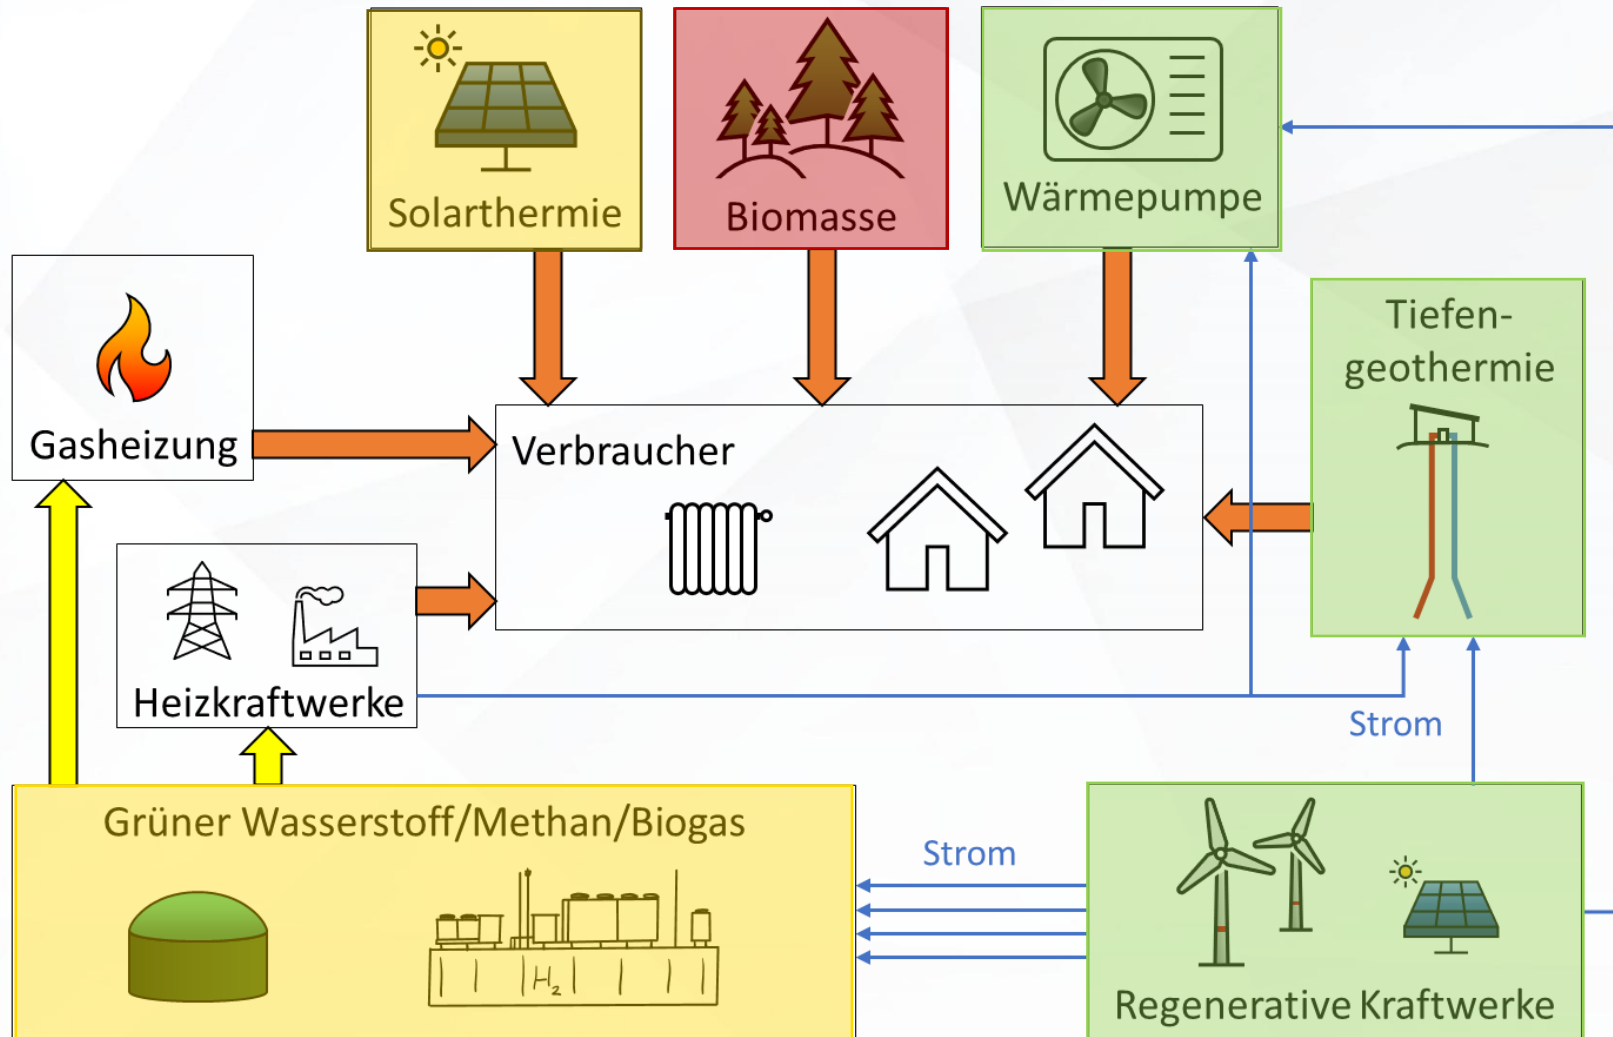 Solarthermie
Biomasse
Wärmepumpe
Gasheizung
Verbraucher
Tiefen-
geothermie
Heizkraftwerke
Strom
Grüner Wasserstoff/Methan/Biogas
H₂
Strom
Regenerative Kraftwerke